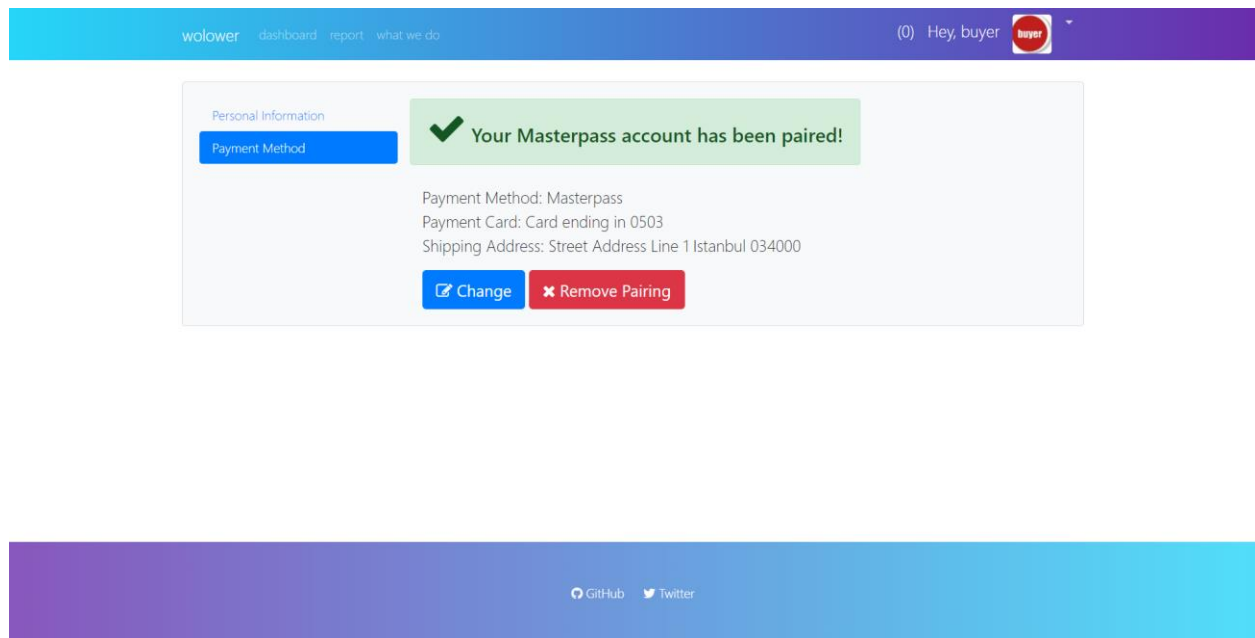 wolower dashboard report what we do (0) Hey, buyer buyer
Personal Information
Payment Method
Your Masterpass account has been paired!
Payment Method: Masterpass
Payment Card: Card ending in 0503
Shipping Address: Street Address Line 1 Istanbul 034000
Change Remove Pairing
GitHub Twitter